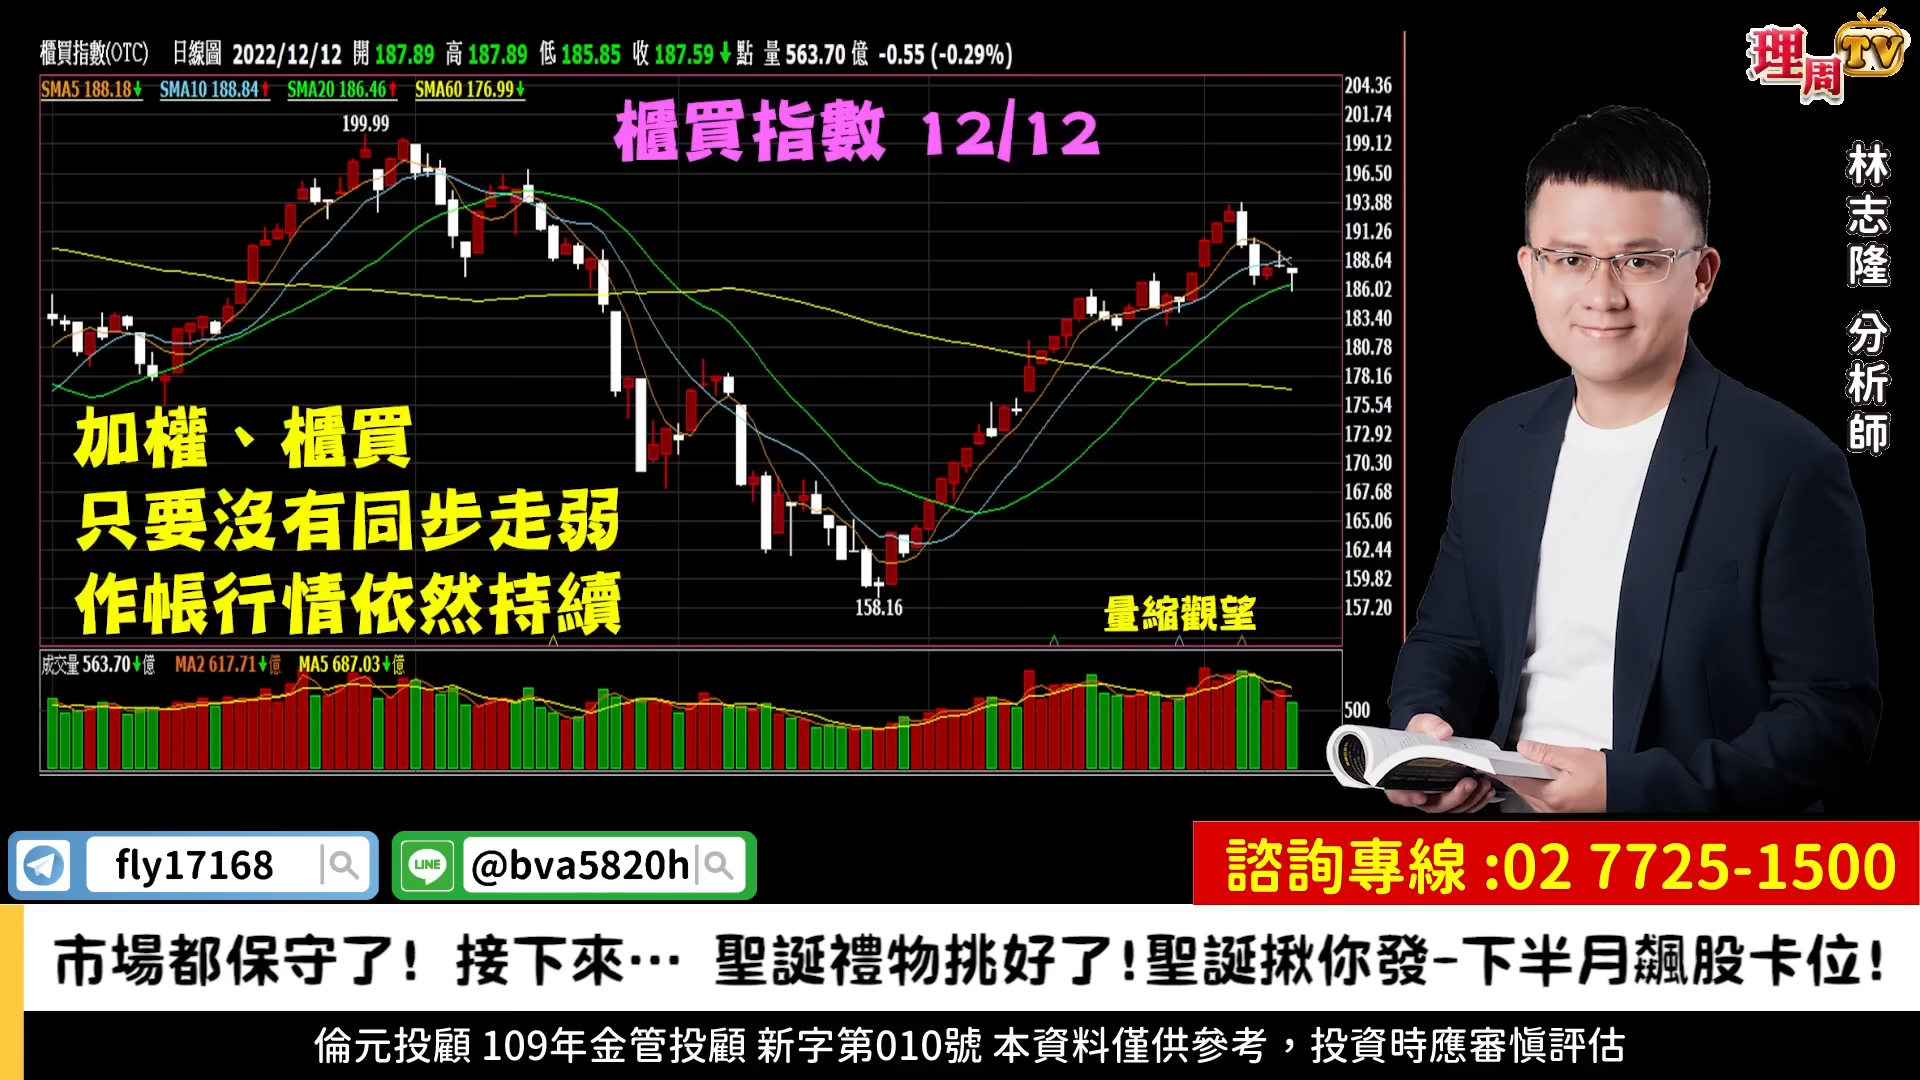 櫃買指數(OTC) 日線圖 2022/12/12 開 187.89 高 187.89 低 185.85 收 187.59↓點 量 563.70 億 -0.55 (-0.29%)
SMA5 188.18↓ SMA10 188.84↑ SMA20 186.46↑ SMA60 176.99↓
理周TV
林志隆 分析師
櫃買指數 12/12
199.99
158.16
204.36
201.74
199.12
196.50
193.88
191.26
188.64
186.02
183.40
180.78
178.16
175.54
172.92
170.30
167.68
165.06
162.44
159.82
157.20
加權、櫃買
只要沒有同步走弱
作帳行情依然持續
量縮觀望
成交量 563.70↓億 MA2 617.71↓億 MA5 687.03↓億
500
fly17168
LINE @bva5820h
諮詢專線 :02 7725-1500
市場都保守了! 接下來… 聖誕禮物挑好了!聖誕揪你發-下半月飆股卡位!
倫元投顧 109年金管投顧 新字第010號 本資料僅供參考，投資時應審慎評估